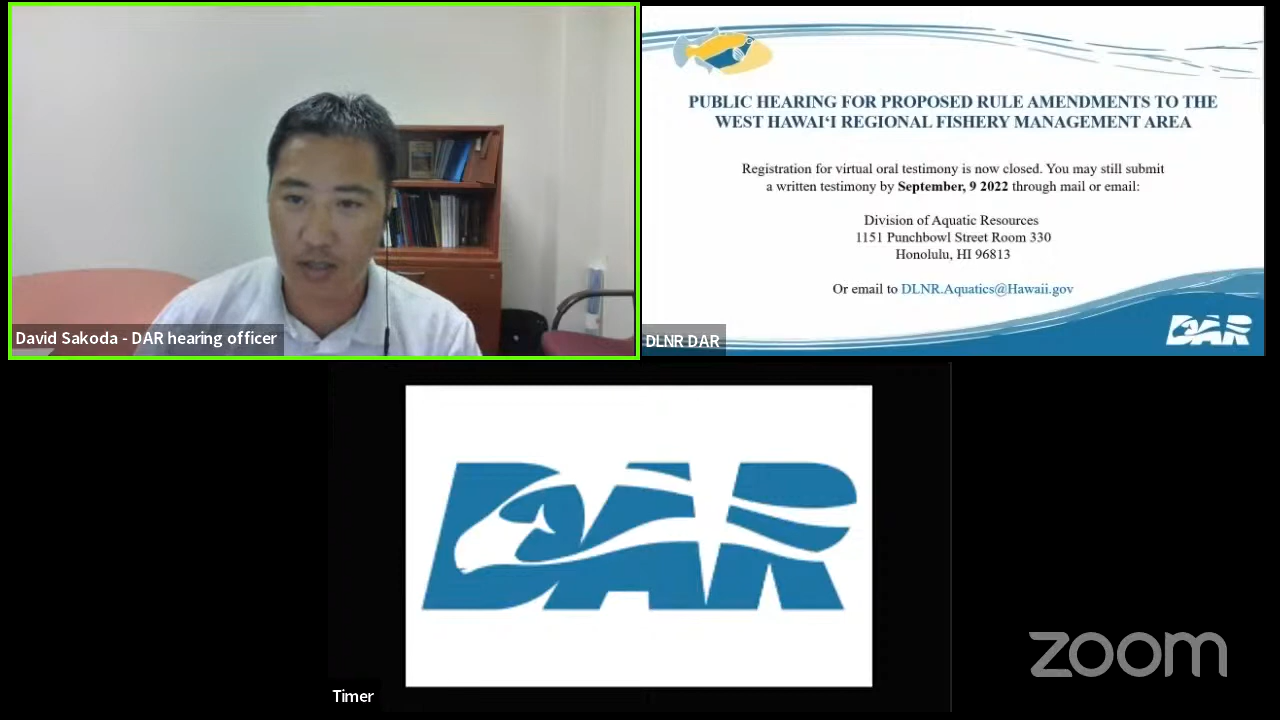 David Sakoda - DAR hearing officer
PUBLIC HEARING FOR PROPOSED RULE AMENDMENTS TO THE
WEST HAWAIʻI REGIONAL FISHERY MANAGEMENT AREA
Registration for virtual oral testimony is now closed. You may still submit
a written testimony by September, 9 2022 through mail or email:
Division of Aquatic Resources
1151 Punchbowl Street Room 330
Honolulu, HI 96813
Or email to DLNR.Aquatics@Hawaii.gov
DAR
DLNR DAR
DAR
Timer
zoom